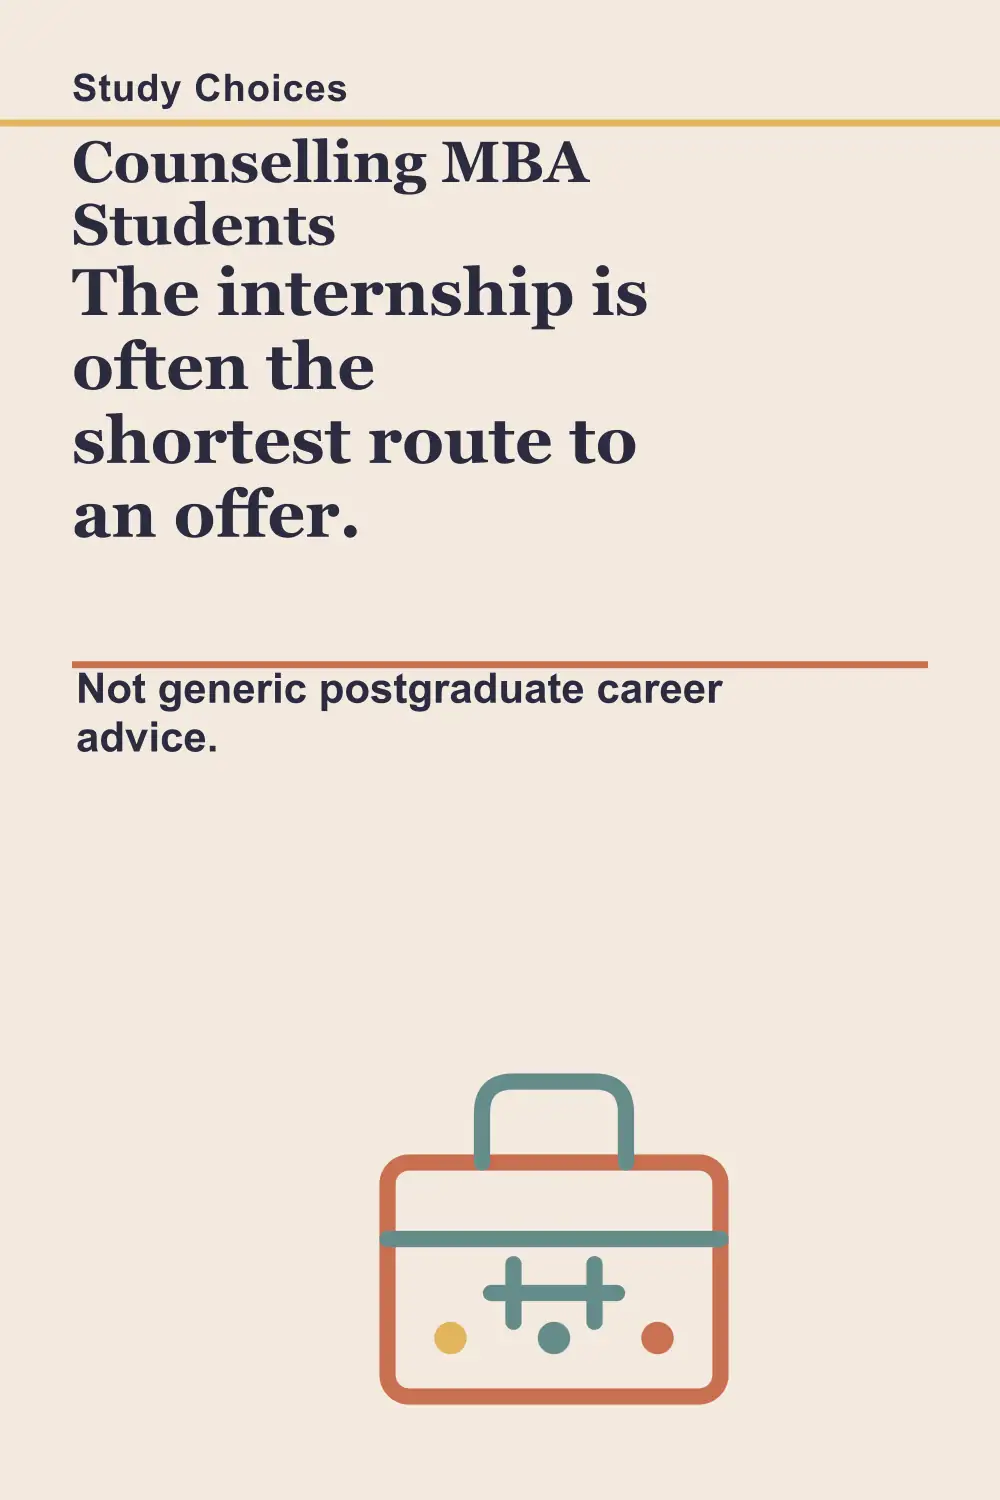 Study Choices
Counselling MBA
Students
The internship is
often the
shortest route to
an offer.
Not generic postgraduate career
advice.